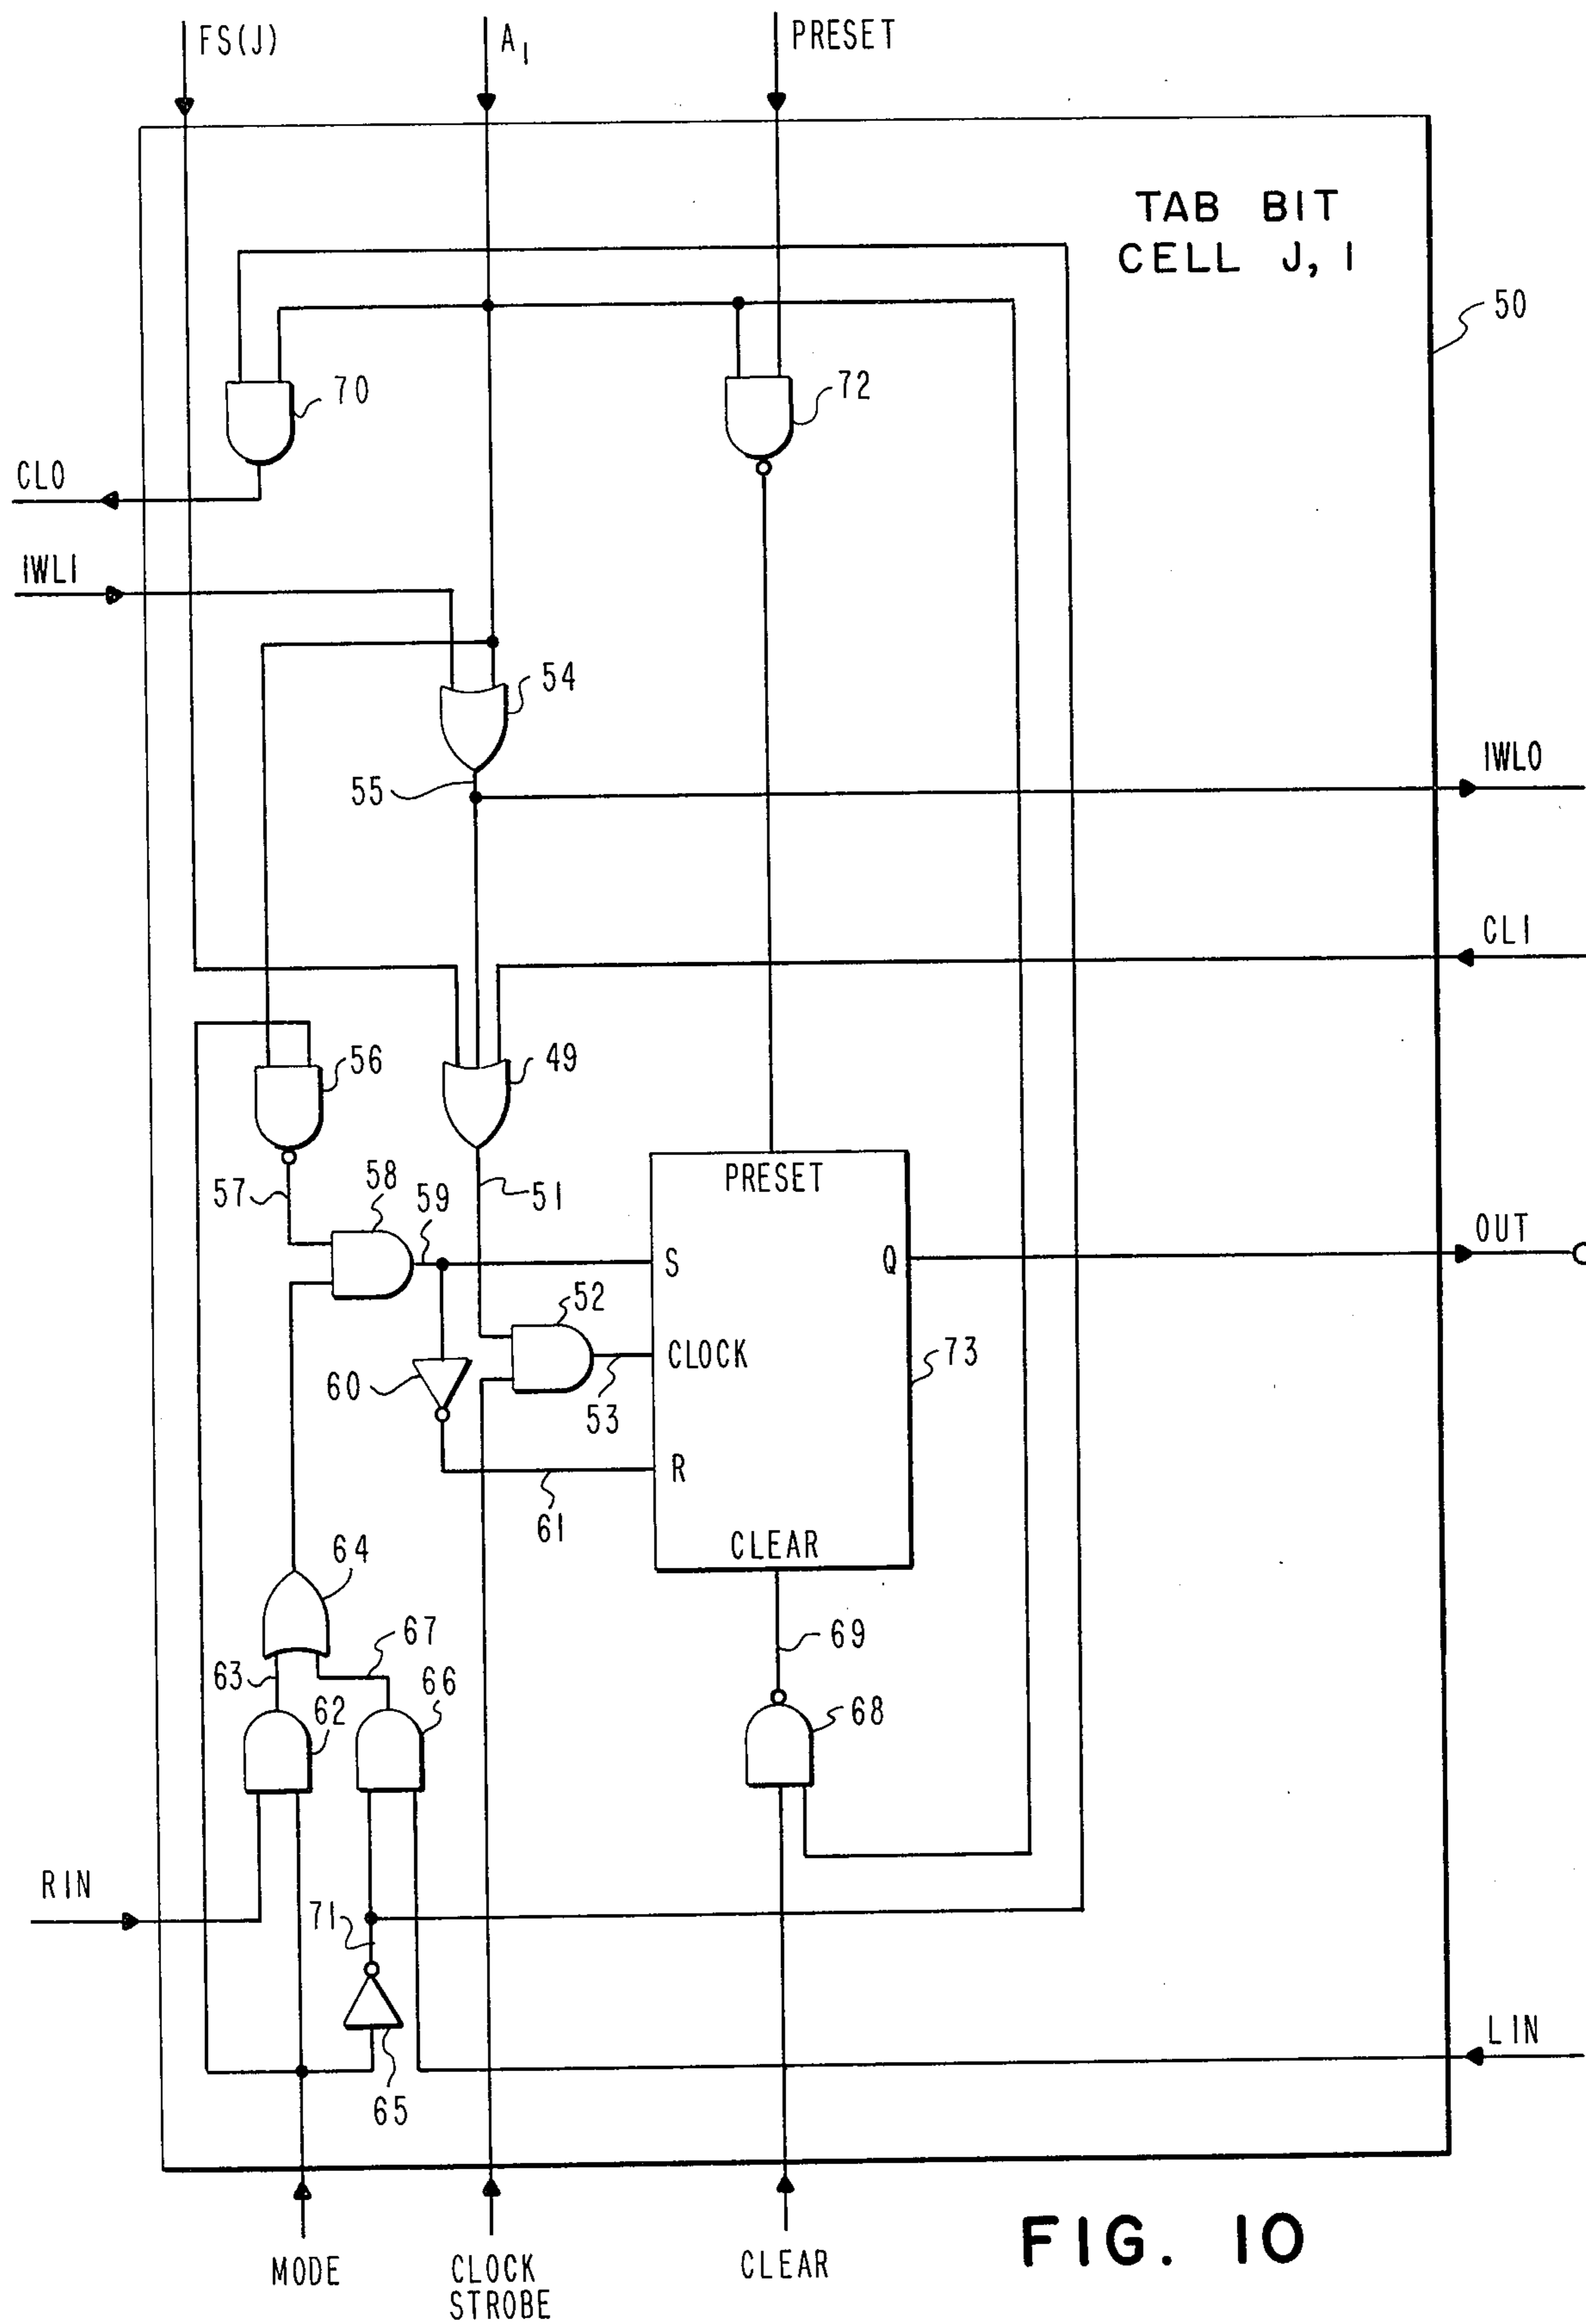 FS(J)
A1
PRESET
TAB BIT
CELL J, I
50
70
72
CLO
IWLI
54
55
IWLO
CLI
56
49
57
58
59
51
PRESET
S
Q
OUT
52
CLOCK
73
60
53
R
61
CLEAR
64
67
69
63
62
66
68
RIN
71
LIN
65
MODE
CLOCK
STROBE
CLEAR
FIG. 10